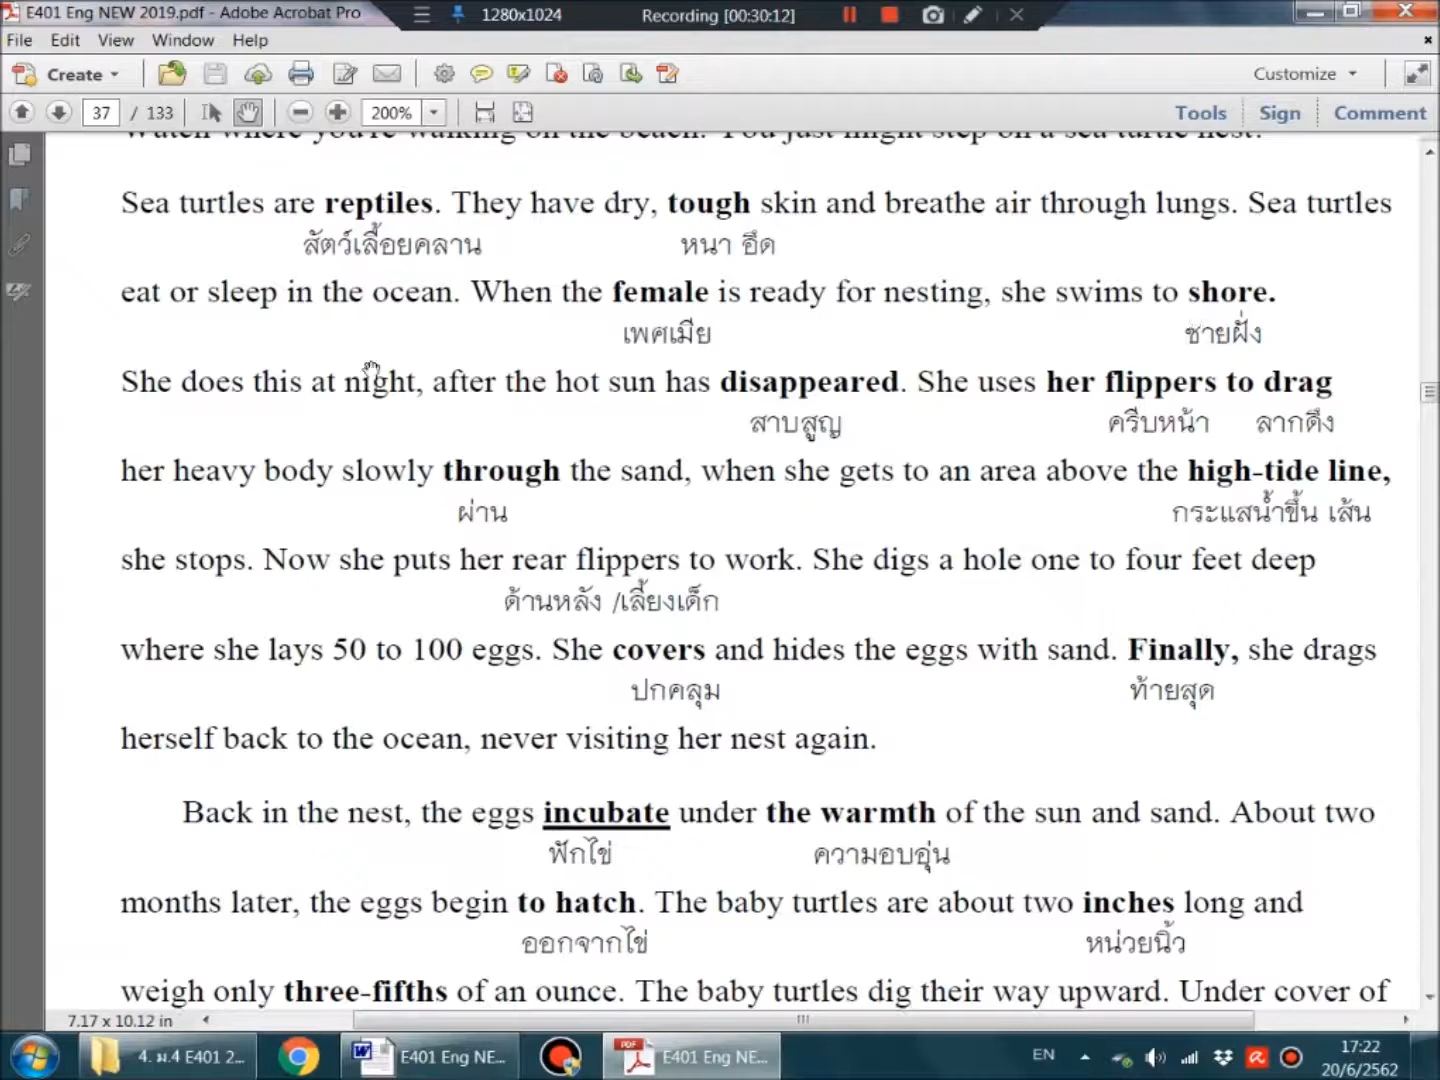 E401 Eng NEW 2019.pdf - Adobe Acrobat Pro
1280x1024
Recording [00:30:12]
File Edit View Window Help
Create
Customize
37 / 133
200%
Tools Sign Comment
Watch where you're walking on the beach. You just might step on a sea turtle nest!
Sea turtles are reptiles. They have dry, tough skin and breathe air through lungs. Sea turtles
สัตว์เลื้อยคลาน หนา อึด
eat or sleep in the ocean. When the female is ready for nesting, she swims to shore.
เพศเมีย ชายฝั่ง
She does this at night, after the hot sun has disappeared. She uses her flippers to drag
สาบสูญ ครีบหน้า ลากดึง
her heavy body slowly through the sand, when she gets to an area above the high-tide line,
ผ่าน กระแสน้ำขึ้น เส้น
she stops. Now she puts her rear flippers to work. She digs a hole one to four feet deep
ด้านหลัง /เลี้ยงเด็ก
where she lays 50 to 100 eggs. She covers and hides the eggs with sand. Finally, she drags
ปกคลุม ท้ายสุด
herself back to the ocean, never visiting her nest again.
Back in the nest, the eggs incubate under the warmth of the sun and sand. About two
ฟักไข่ ความอบอุ่น
months later, the eggs begin to hatch. The baby turtles are about two inches long and
ออกจากไข่ หน่วยนิ้ว
weigh only three-fifths of an ounce. The baby turtles dig their way upward. Under cover of
7.17 x 10.12 in
4. ม.4 E401 2...
E401 Eng NE...
E401 Eng NE...
EN
17:22
20/6/2562